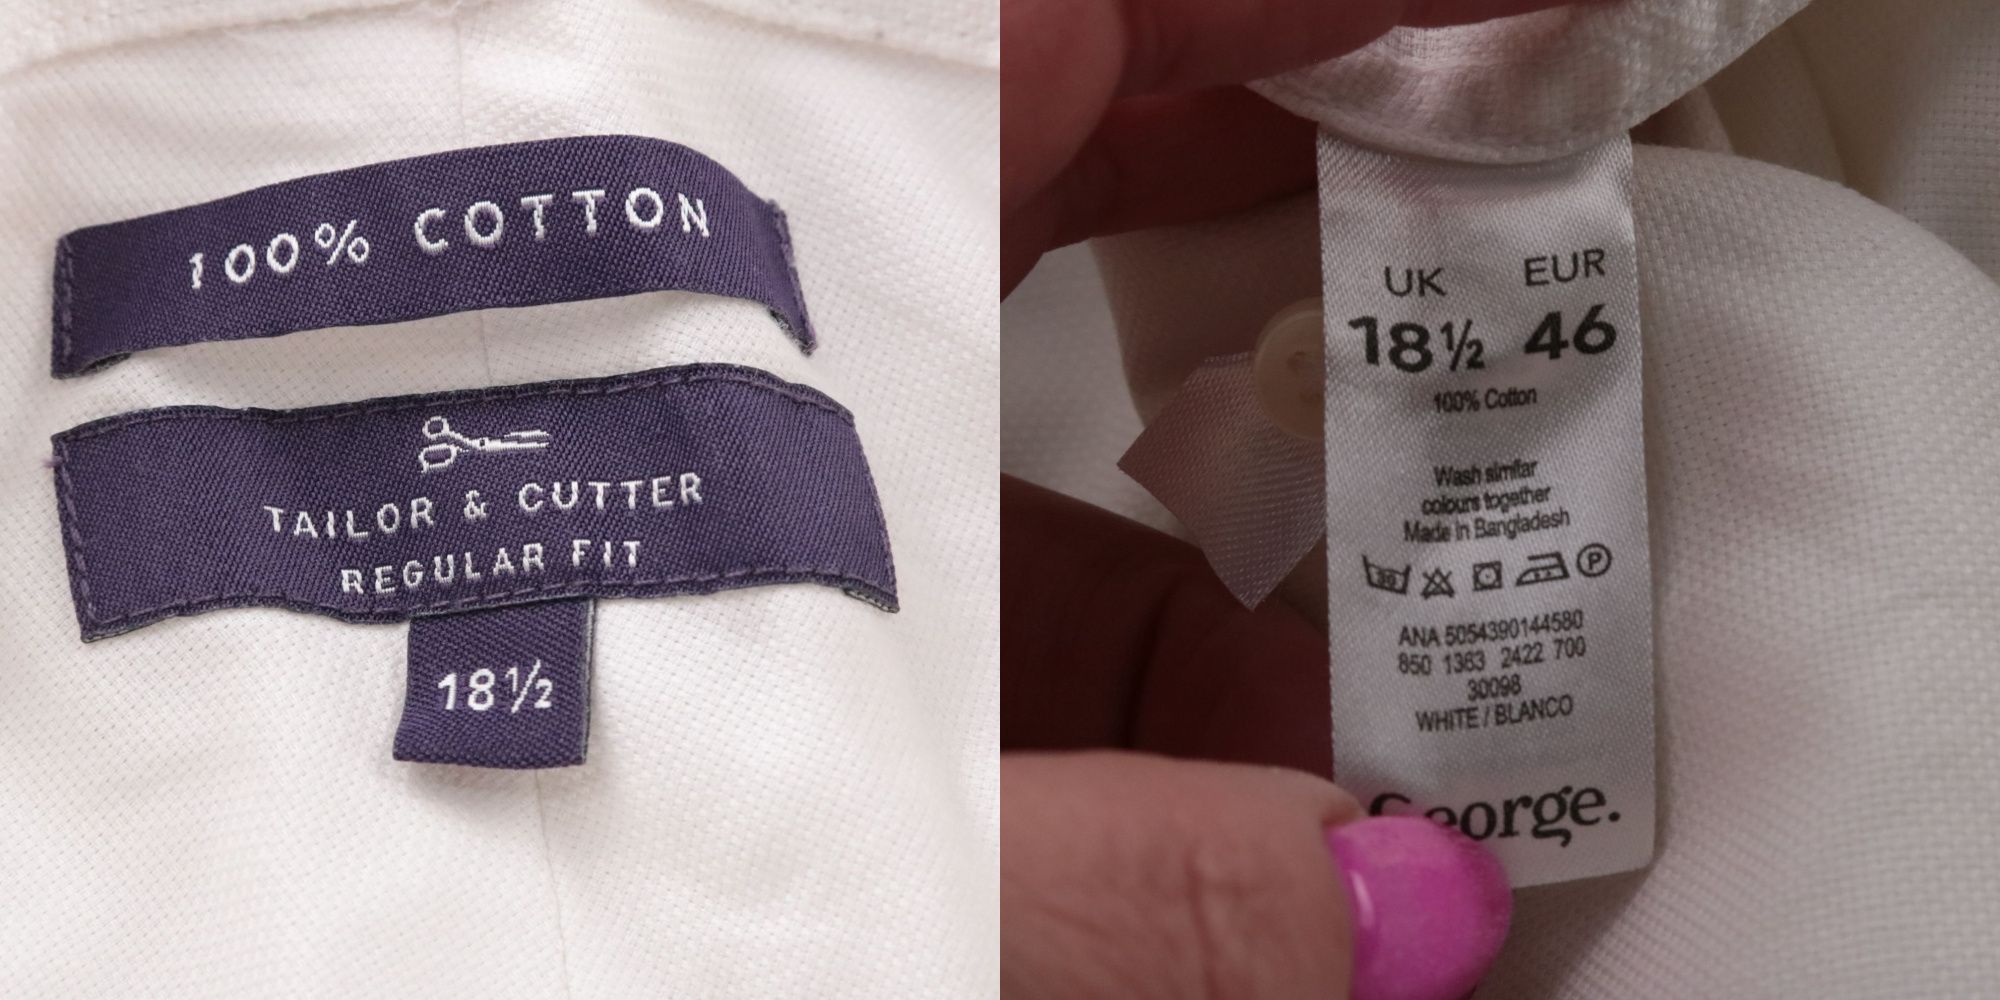 100% COTTON
TAILOR & CUTTER
REGULAR FIT
18½
UK EUR
18½ 46
100% Cotton
Wash similar
colours together
Made in Bangladesh
30
P
ANA 5054390144580
850 1363 2422 700
30098
WHITE / BLANCO
George.